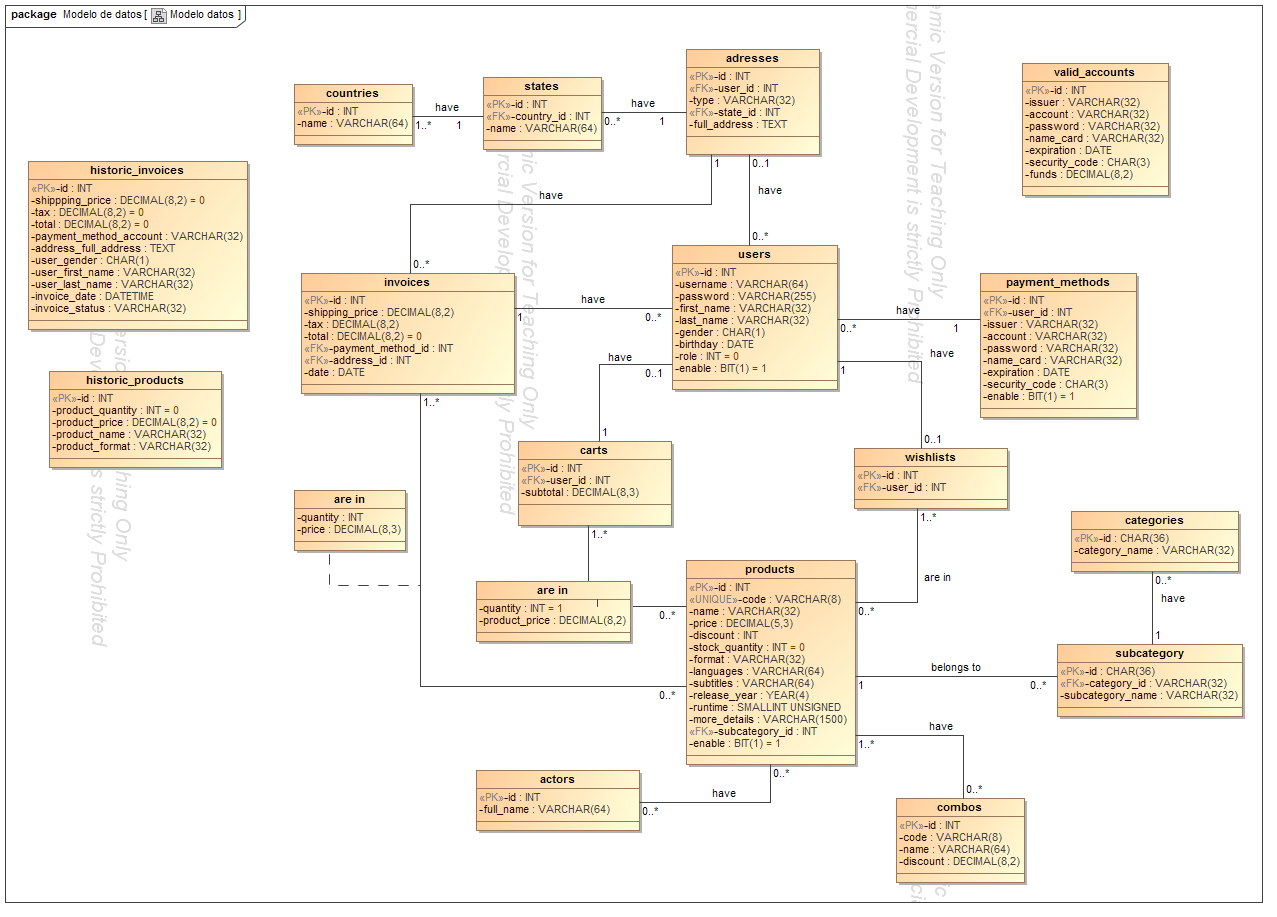 package Modelo de datos [ Modelo datos ]
countries
«PK»-id : INT
-name : VARCHAR(64)
have
1..*
1
states
«PK»-id : INT
«FK»-country_id : INT
-name : VARCHAR(64)
have
0..*
1
adresses
«PK»-id : INT
«FK»-user_id : INT
-type : VARCHAR(32)
«FK»-state_id : INT
-full_address : TEXT
valid_accounts
«PK»-id : INT
-issuer : VARCHAR(32)
-account : VARCHAR(32)
-password : VARCHAR(32)
-name_card : VARCHAR(32)
-expiration : DATE
-security_code : CHAR(3)
-funds : DECIMAL(8,2)
historic_invoices
«PK»-id : INT
-shippping_price : DECIMAL(8,2) = 0
-tax : DECIMAL(8,2) = 0
-total : DECIMAL(8,2) = 0
-payment_method_account : VARCHAR(32)
-address_full_address : TEXT
-user_gender : CHAR(1)
-user_first_name : VARCHAR(32)
-user_last_name : VARCHAR(32)
-invoice_date : DATETIME
-invoice_status : VARCHAR(32)
1
0..1
have
have
0..*
0..*
invoices
«PK»-id : INT
-shipping_price : DECIMAL(8,2)
-tax : DECIMAL(8,2)
-total : DECIMAL(8,2) = 0
«FK»-payment_method_id : INT
«FK»-address_id : INT
-date : DATE
have
1
0..*
users
«PK»-id : INT
-username : VARCHAR(64)
-password : VARCHAR(255)
-first_name : VARCHAR(32)
-last_name : VARCHAR(32)
-gender : CHAR(1)
-birthday : DATE
-role : INT = 0
-enable : BIT(1) = 1
have
0..*
1
payment_methods
«PK»-id : INT
«FK»-user_id : INT
-issuer : VARCHAR(32)
-account : VARCHAR(32)
-password : VARCHAR(32)
-name_card : VARCHAR(32)
-expiration : DATE
-security_code : CHAR(3)
-enable : BIT(1) = 1
have
0..1
1
have
1
0..1
historic_products
«PK»-id : INT
-product_quantity : INT = 0
-product_price : DECIMAL(8,2) = 0
-product_name : VARCHAR(32)
-product_format : VARCHAR(32)
1..*
carts
«PK»-id : INT
«FK»-user_id : INT
-subtotal : DECIMAL(8,3)
wishlists
«PK»-id : INT
«FK»-user_id : INT
are in
-quantity : INT
-price : DECIMAL(8,3)
1..*
1..*
are in
0..*
categories
«PK»-id : CHAR(36)
-category_name : VARCHAR(32)
0..*
have
1
are in
-quantity : INT = 1
-product_price : DECIMAL(8,2)
0..*
products
«PK»-id : INT
«UNIQUE»-code : VARCHAR(8)
-name : VARCHAR(32)
-price : DECIMAL(5,3)
-discount : INT
-stock_quantity : INT = 0
-format : VARCHAR(32)
-languages : VARCHAR(64)
-subtitles : VARCHAR(64)
-release_year : YEAR(4)
-runtime : SMALLINT UNSIGNED
-more_details : VARCHAR(1500)
«FK»-subcategory_id : INT
-enable : BIT(1) = 1
0..*
belongs to
1
0..*
subcategory
«PK»-id : CHAR(36)
«FK»-category_id : VARCHAR(32)
-subcategory_name : VARCHAR(32)
have
1..*
0..*
actors
«PK»-id : INT
-full_name : VARCHAR(64)
0..*
have
0..*
combos
«PK»-id : INT
-code : VARCHAR(8)
-name : VARCHAR(64)
-discount : DECIMAL(8,2)
emic Version for Teaching Only
ercial Development is strictly Prohibited